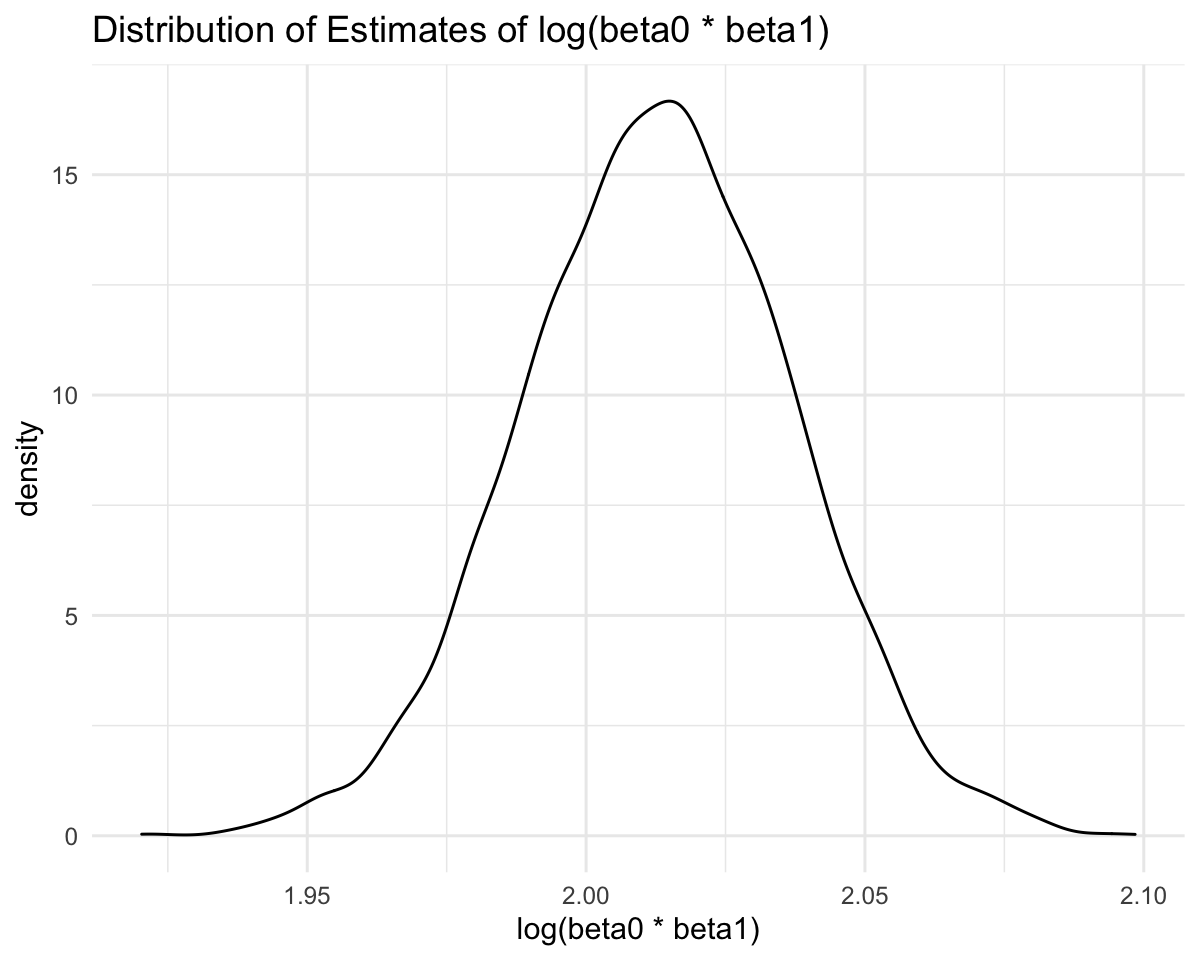 Distribution of Estimates of log(beta0 * beta1)
15
10
5
0
density
1.95 2.00 2.05 2.10
log(beta0 * beta1)